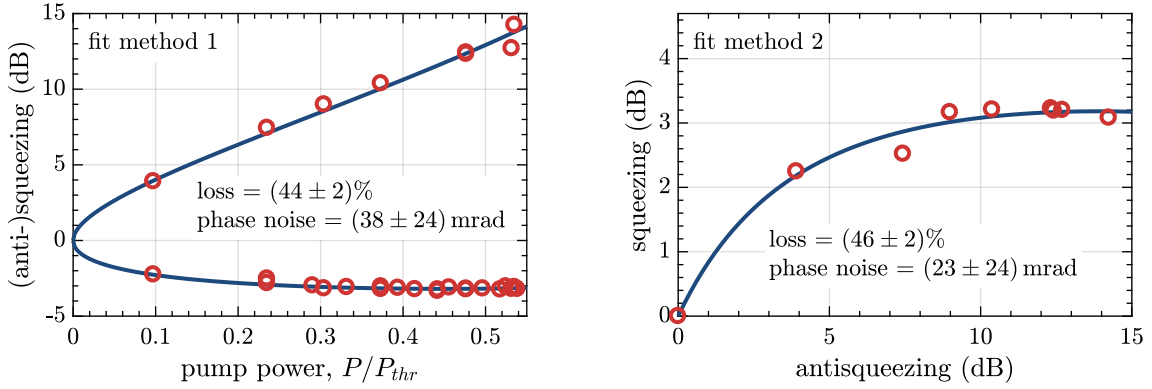 fit method 1
(anti-)squeezing (dB)
15
10
5
0
-5
loss = (44 ± 2)%
phase noise = (38 ± 24) mrad
0 0.1 0.2 0.3 0.4 0.5
pump power, P/P_thr
fit method 2
squeezing (dB)
4
3
2
1
0
loss = (46 ± 2)%
phase noise = (23 ± 24) mrad
0 5 10 15
antisqueezing (dB)